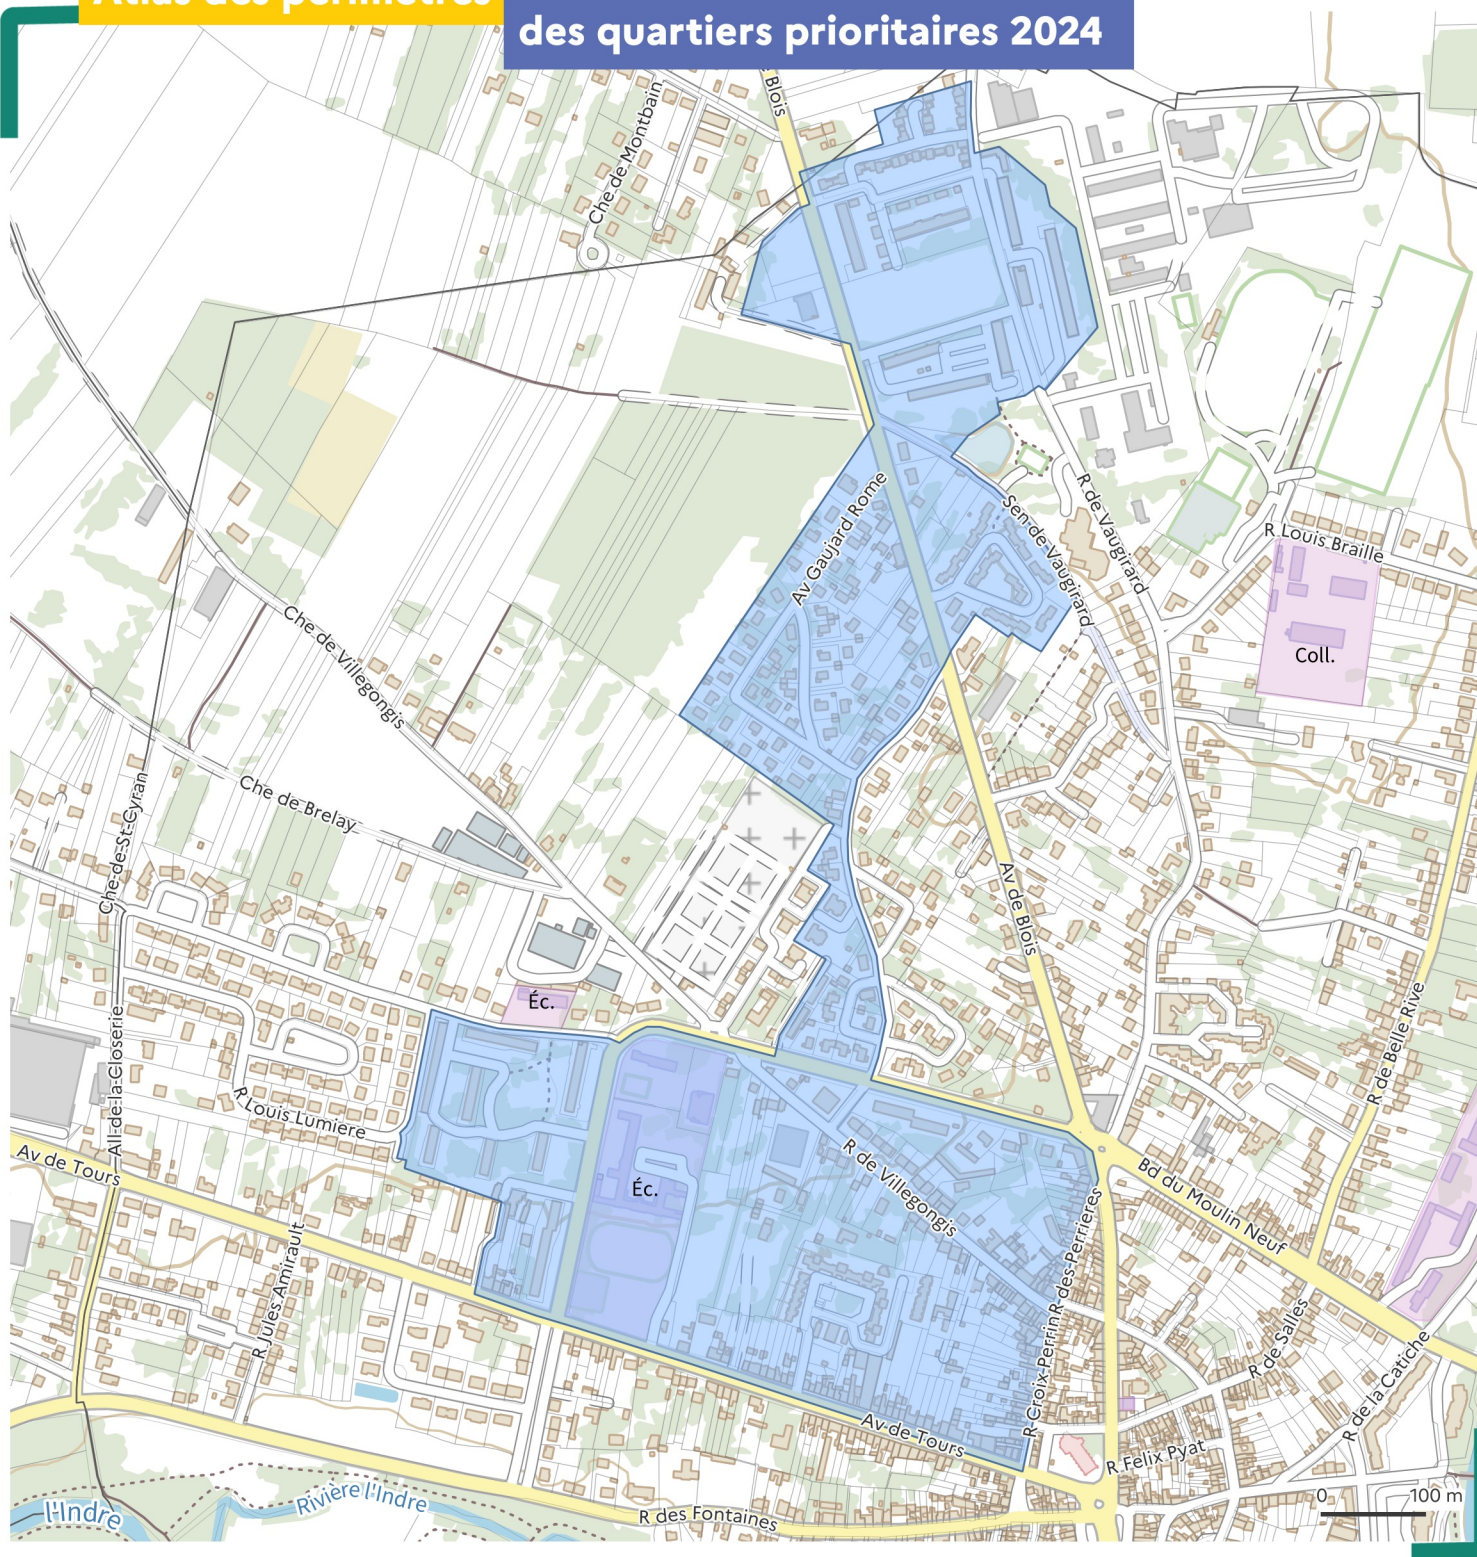 Atlas des périmètres
des quartiers prioritaires 2024
Blois
Che de Montbain
Av Gaujard Rome
Sen de Vaugirard
R de Vaugirard
R Louis Braille
Coll.
Che de Villegongis
Che de Brelay
Che-de-St-Cyran
Av de Blois
Éc.
All-de-la-Closerie
R Louis Lumiere
R de Belle Rive
Av de Tours
Éc.
R de Villegongis
Bd du Moulin Neuf
R des Perrieres
R Jules Amirault
R Croix Perrin
R de Salles
R de la Catiche
Av de Tours
R Felix Pyat
Rivière l'Indre
l'Indre
R des Fontaines
0 100 m